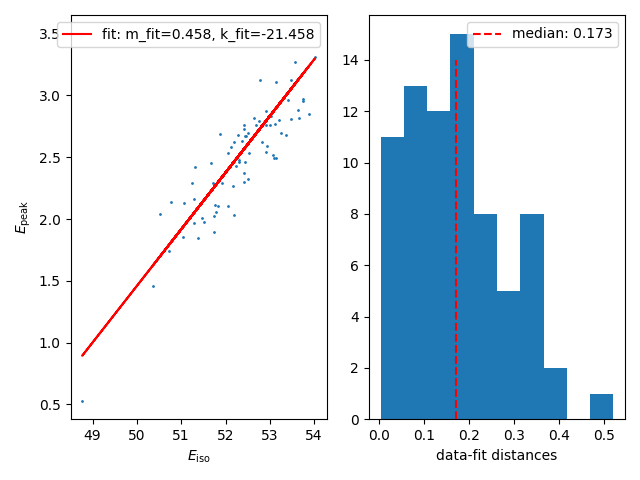 fit: m_fit=0.458, k_fit=-21.458
3.5
3.0
2.5
2.0
1.5
1.0
0.5
E_peak
49 50 51 52 53 54
E_iso
median: 0.173
14
12
10
8
6
4
2
0
0.0 0.1 0.2 0.3 0.4 0.5
data-fit distances